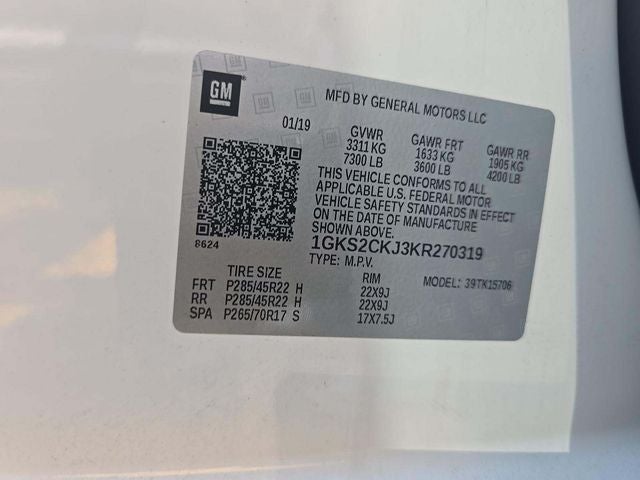 GM
MFD BY GENERAL MOTORS LLC
01/19 GVWR GAWR FRT GAWR RR
3311 KG 1633 KG 1905 KG
7300 LB 3600 LB 4200 LB
THIS VEHICLE CONFORMS TO ALL
APPLICABLE U.S. FEDERAL MOTOR
VEHICLE SAFETY STANDARDS IN EFFECT
ON THE DATE OF MANUFACTURE
SHOWN ABOVE.
8624
1GKS2CKJ3KR270319
TYPE: M.P.V.
MODEL: 39TK15706
TIRE SIZE RIM
FRT P285/45R22 H 22X9J
RR P285/45R22 H 22X9J
SPA P265/70R17 S 17X7.5J